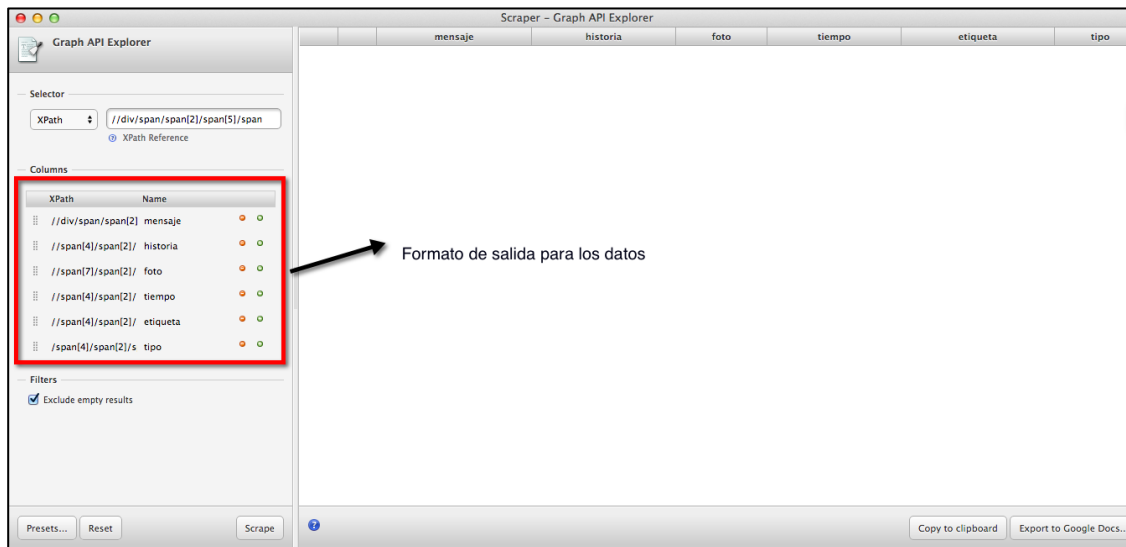 Scraper – Graph API Explorer
Graph API Explorer
mensaje historia foto tiempo etiqueta tipo
Selector
XPath //div/span/span[2]/span[5]/span
XPath Reference
Columns
XPath Name
//div/span/span[2] mensaje
//span[4]/span[2]/ historia
//span[7]/span[2]/ foto
//span[4]/span[2]/ tiempo
//span[4]/span[2]/ etiqueta
/span[4]/span[2]/s tipo
Formato de salida para los datos
Filters
Exclude empty results
Presets... Reset Scrape ? Copy to clipboard Export to Google Docs...